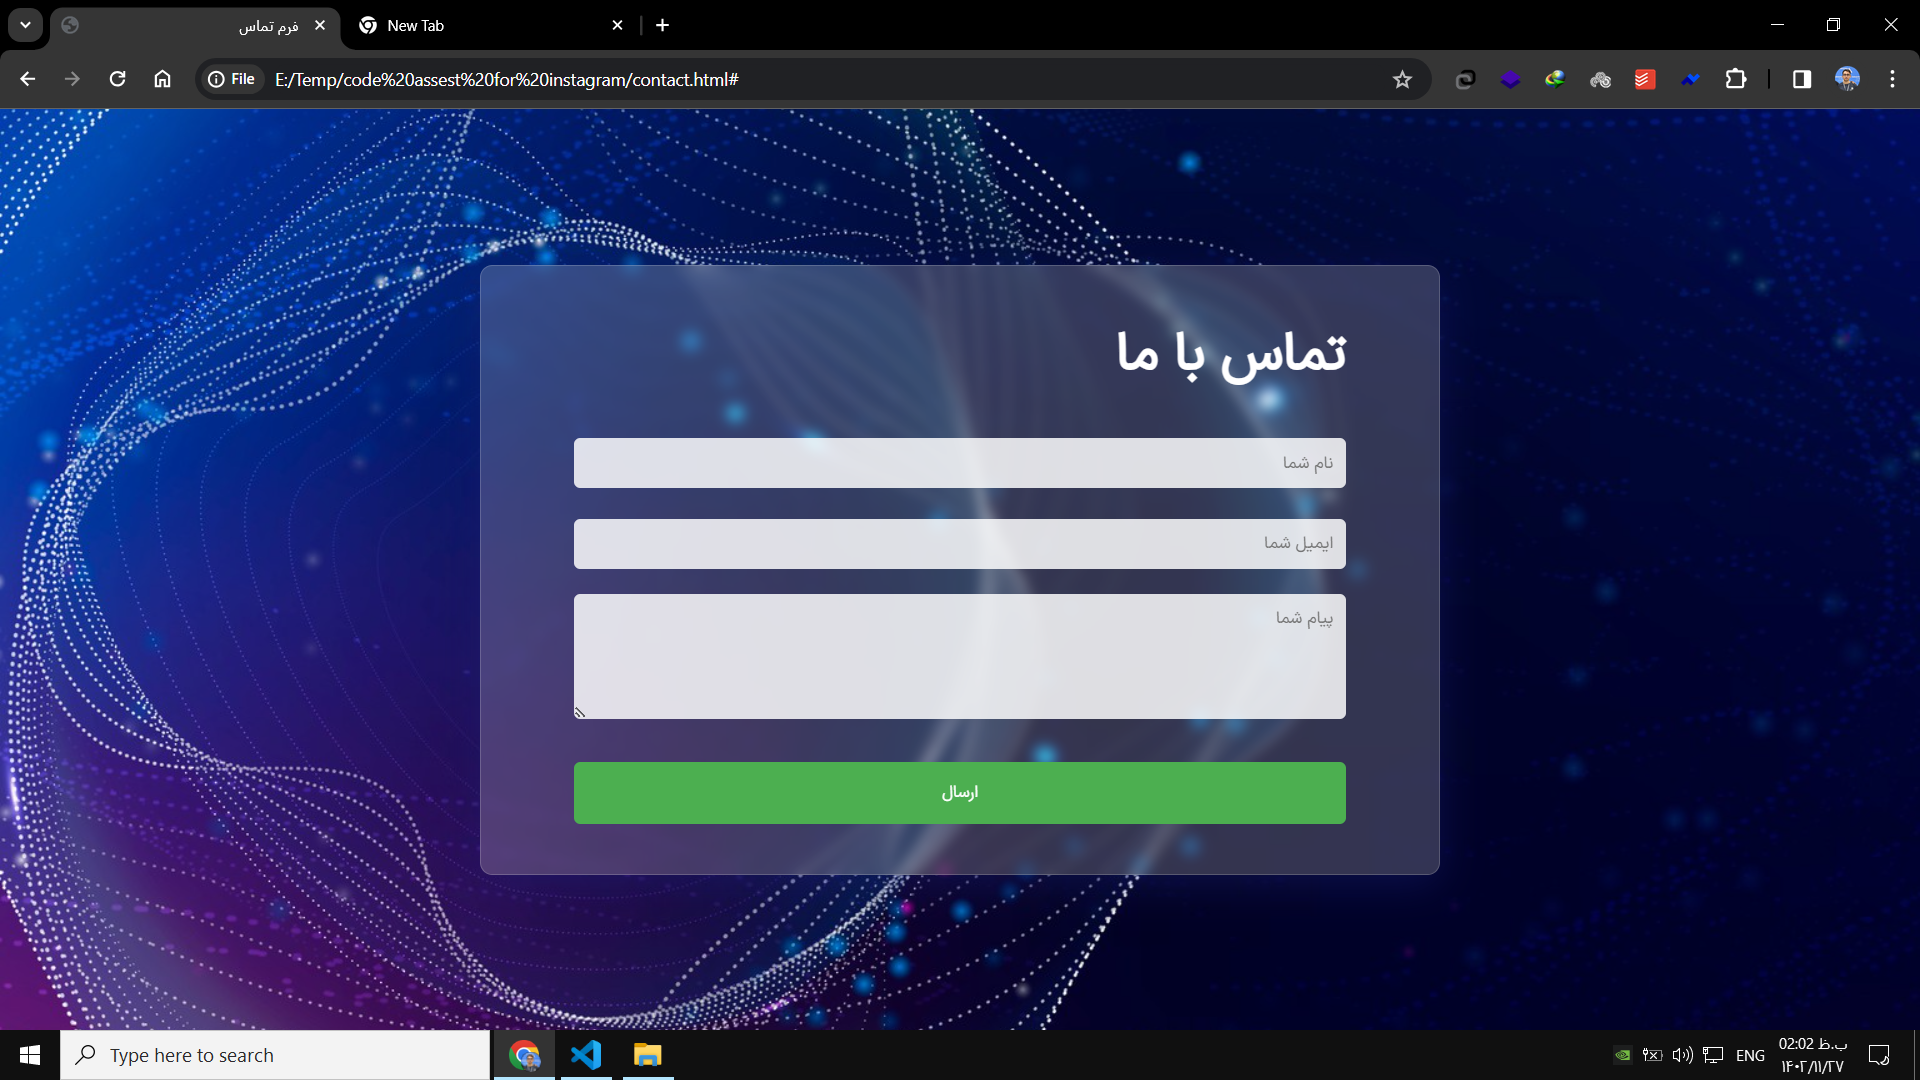 فرم تماس
New Tab
File
E:/Temp/code%20assest%20for%20instagram/contact.html#
تماس با ما
نام شما
ایمیل شما
پیام شما
ارسال
Type here to search
ENG
02:02 ب.ظ
۱۴۰۲/۱۱/۲۷